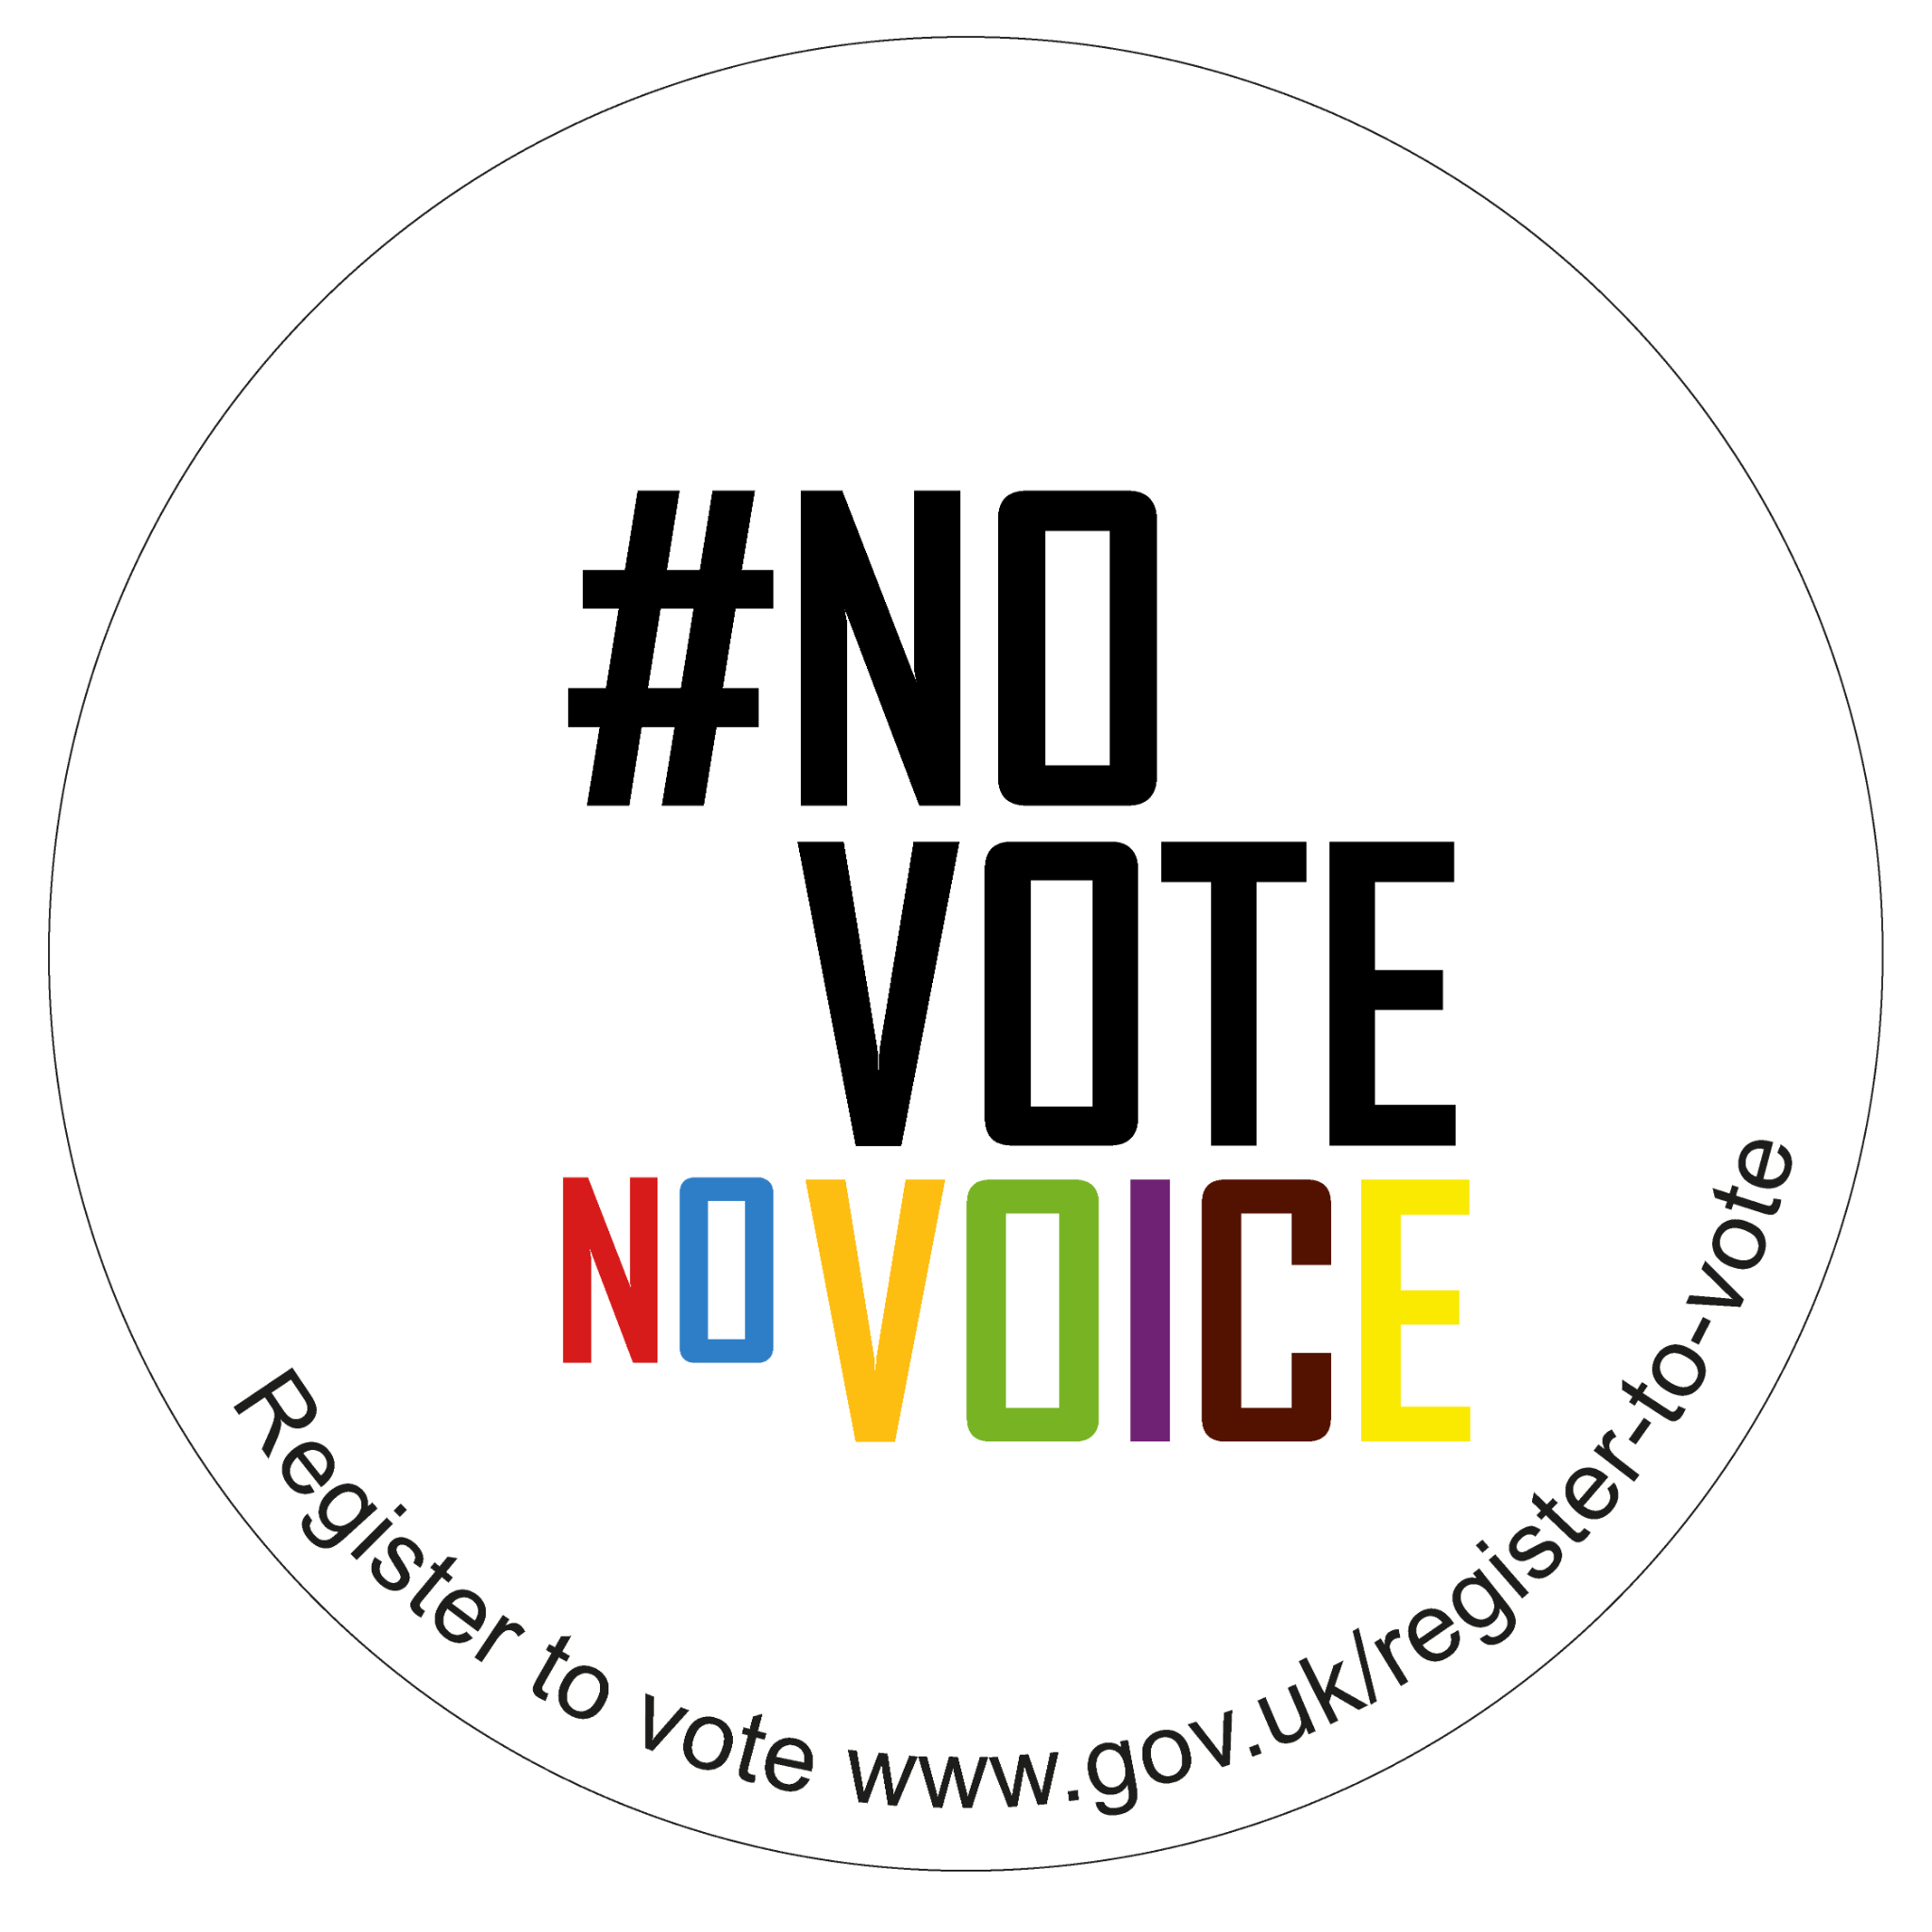 #NO
VOTE
NO VOICE
Register to vote www.gov.uk/register-to-vote